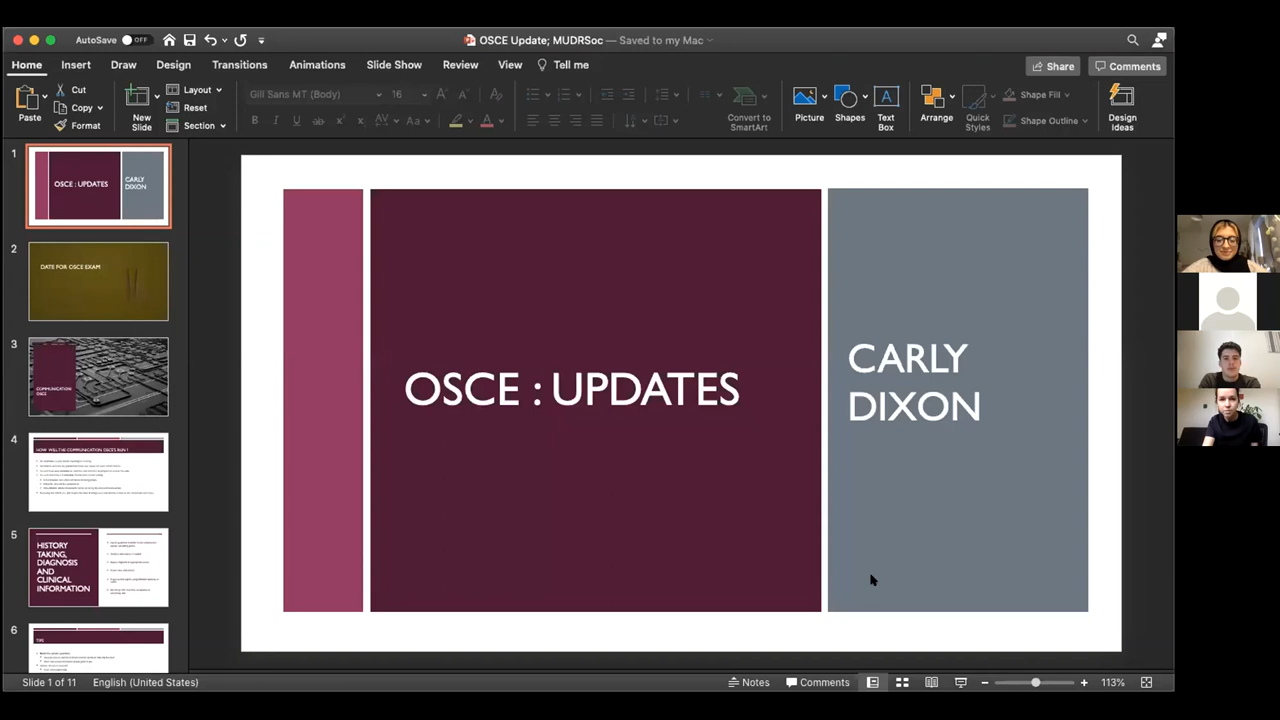 AutoSave OFF
OSCE Update; MUDRSoc — Saved to my Mac
Home Insert Draw Design Transitions Animations Slide Show Review View Tell me Share Comments
Paste
Cut
Copy
Format
New Slide
Layout
Reset
Section
Gill Sans MT (Body) 16
Convert to SmartArt
Picture
Shapes
Text Box
Arrange
Quick Styles
Shape Fill
Shape Outline
Design Ideas
1
OSCE : UPDATES
CARLY
DIXON
2
DATE FOR OSCE EXAM
3
COMMUNICATION
OSCE
4
HOW WILL THE COMMUNICATION OSCE'S RUN ?
5
HISTORY
TAKING,
DIAGNOSIS
AND
CLINICAL
INFORMATION
6
TIPS
OSCE : UPDATES
CARLY
DIXON
Slide 1 of 11 English (United States) Notes Comments 113%